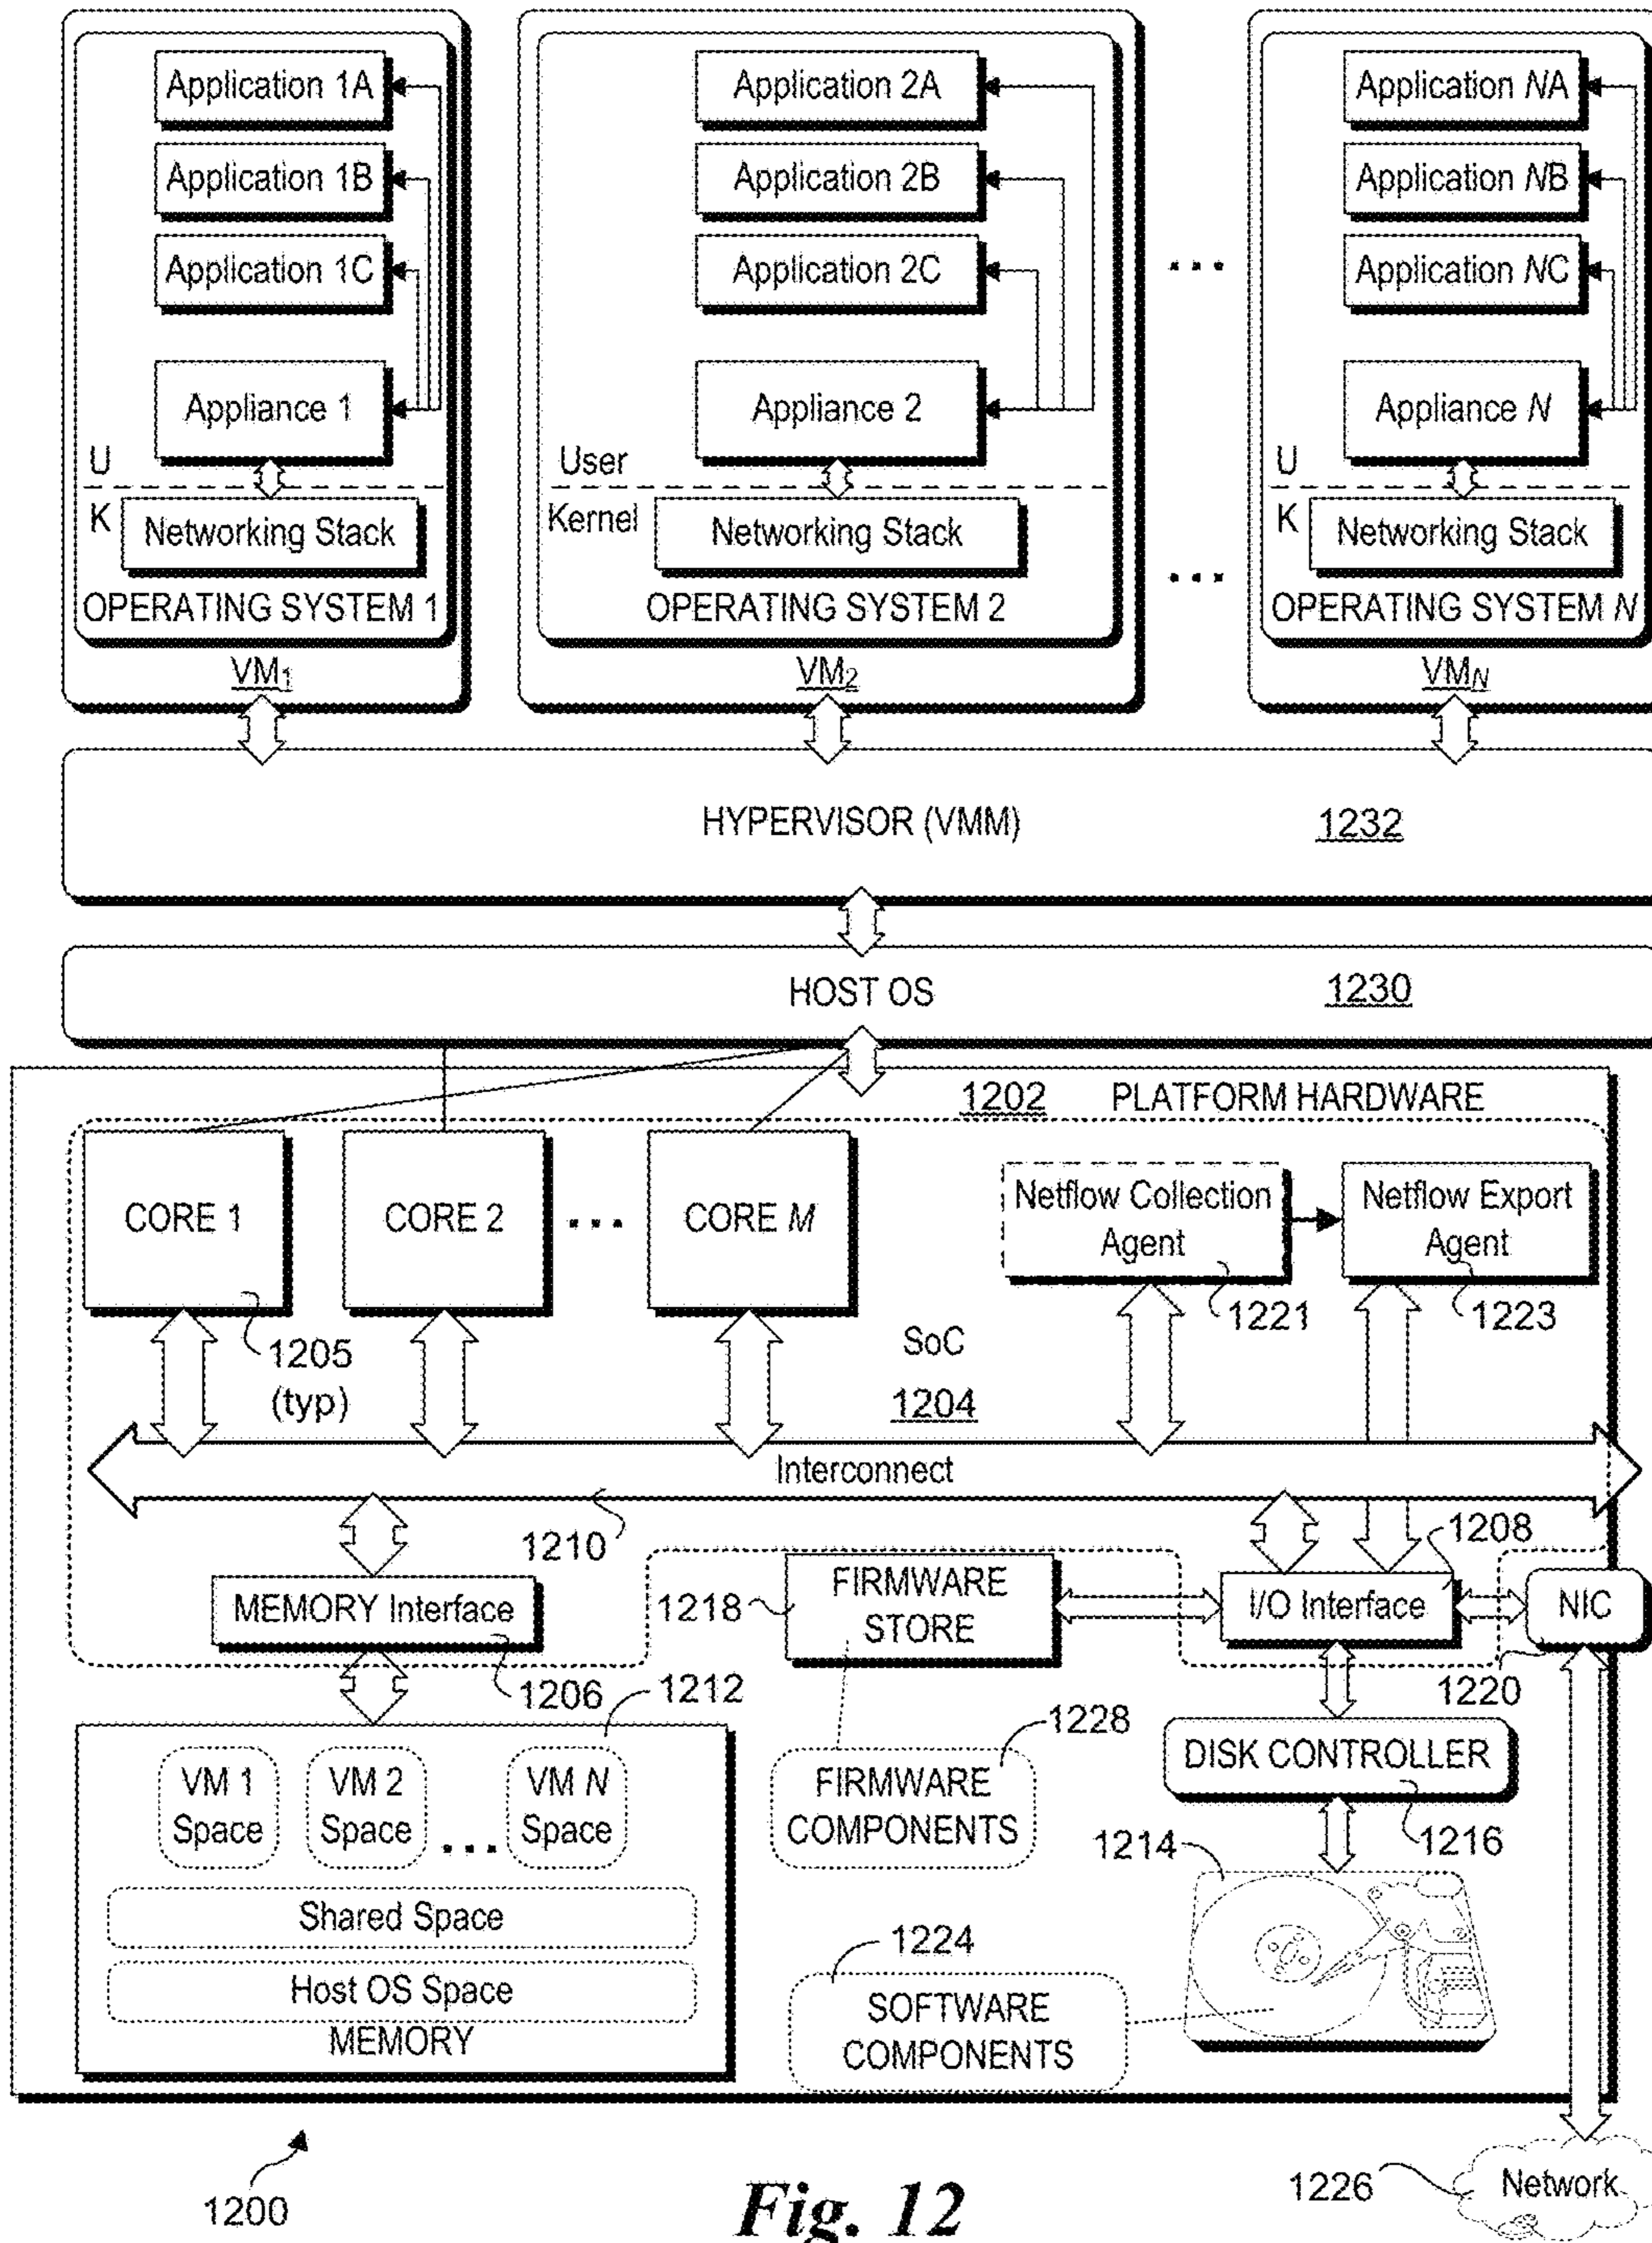 Application 1A
Application 1B
Application 1C
Appliance 1
U
K
Networking Stack
OPERATING SYSTEM 1
VM1
Application 2A
Application 2B
Application 2C
Appliance 2
User
Kernel
Networking Stack
OPERATING SYSTEM 2
VM2
...
...
Application NA
Application NB
Application NC
Appliance N
U
K
Networking Stack
OPERATING SYSTEM N
VMN
HYPERVISOR (VMM)
1232
HOST OS
1230
1202
PLATFORM HARDWARE
CORE 1
CORE 2
...
CORE M
Netflow Collection
Agent
Netflow Export
Agent
1221
1223
1205
(typ)
SoC
1204
Interconnect
1210
1208
MEMORY Interface
1206
1218
FIRMWARE
STORE
I/O Interface
NIC
1220
1212
VM 1
Space
VM 2
Space
...
VM N
Space
Shared Space
Host OS Space
MEMORY
1228
FIRMWARE
COMPONENTS
DISK CONTROLLER
1216
1214
1224
SOFTWARE
COMPONENTS
1200
Fig. 12
1226
Network